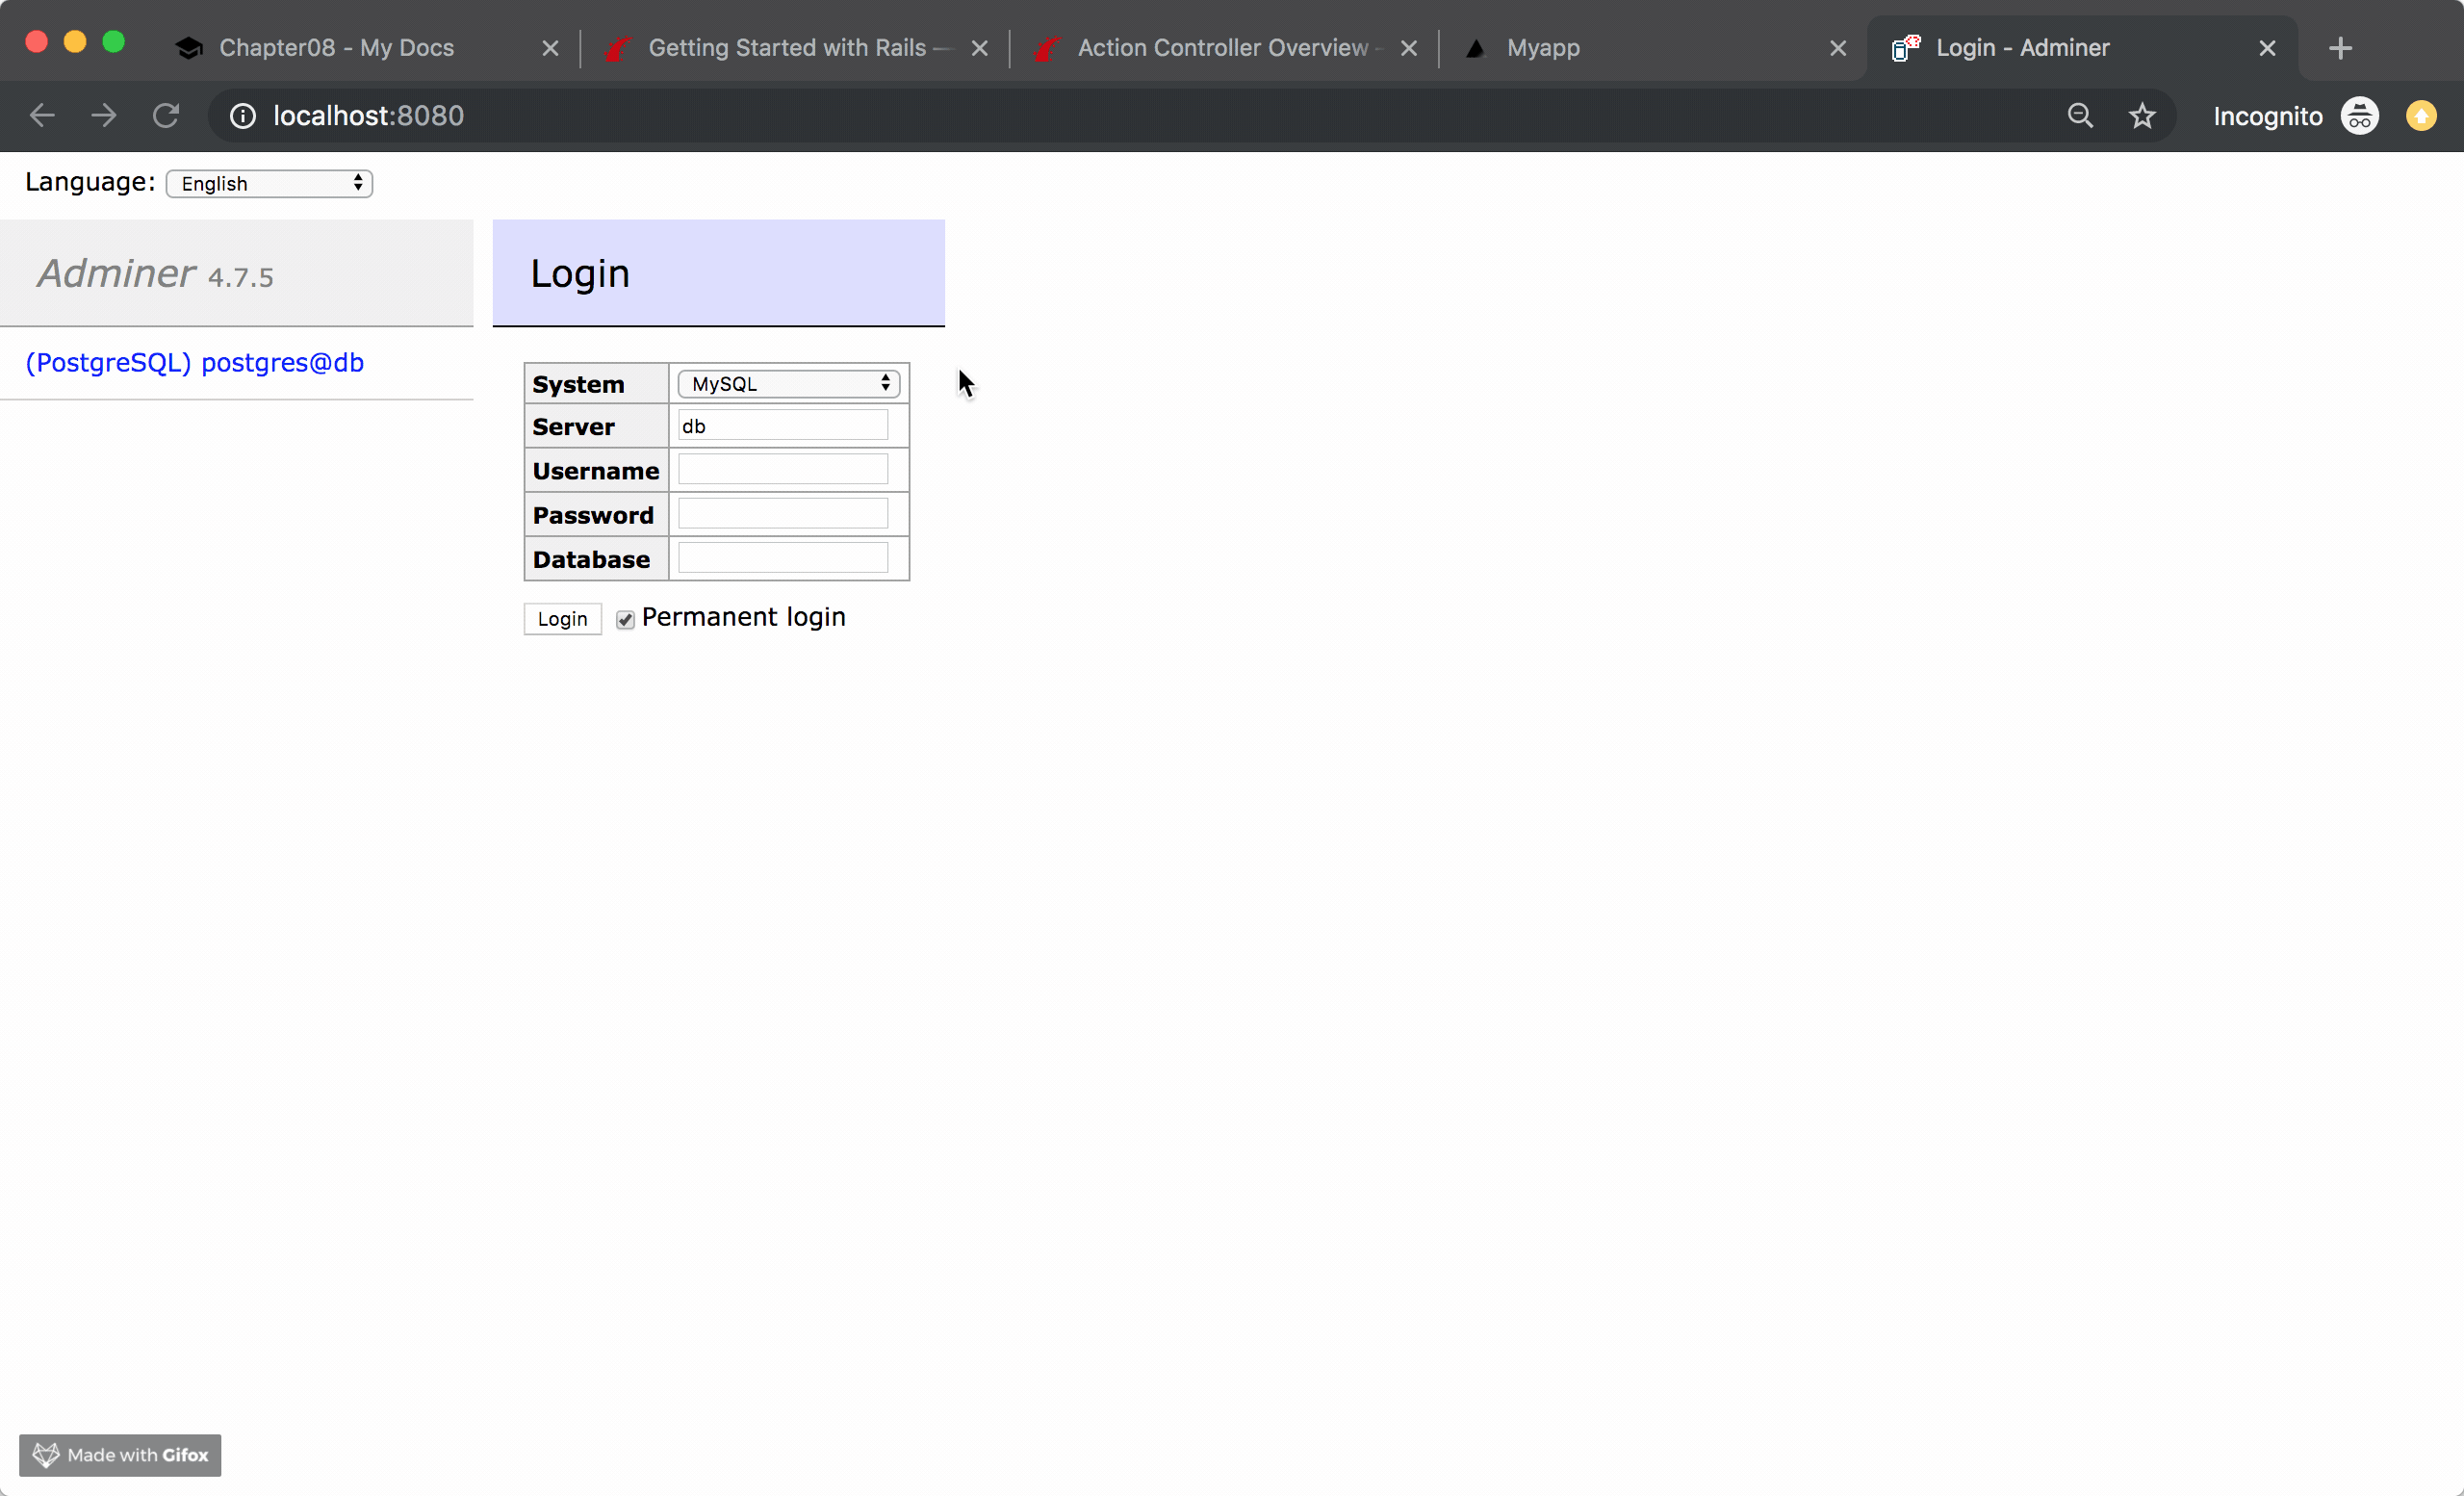 Chapter08 - My Docs
Getting Started with Rails —
Action Controller Overview -
Myapp
Login - Adminer
localhost:8080
Incognito
Language: English
Adminer 4.7.5
Login
(PostgreSQL) postgres@db
System MySQL
Server db
Username
Password
Database
Login Permanent login
Made with Gifox